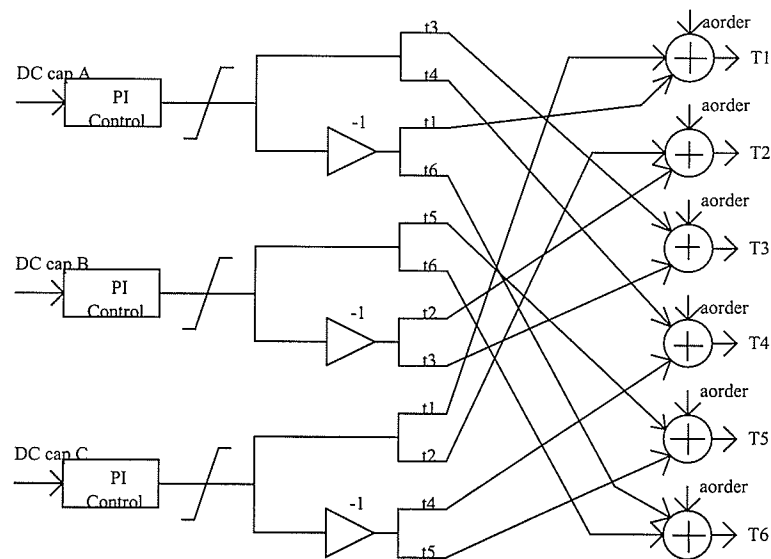 aorder
t3
T1
DC cap A
PI
Control
t4
-1
t1
aorder
T2
t6
aorder
t5
T3
DC cap B
PI
Control
t6
aorder
-1
t2
T4
t3
aorder
t1
T5
DC cap C
PI
Control
t2
aorder
-1
t4
T6
t5